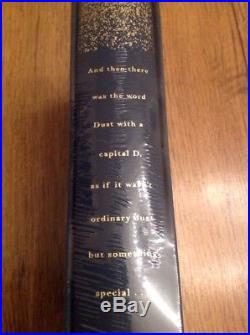 And then there
was the word
Dust with a
capital D,
as if it wasn't
ordinary dust
but something
special . . .